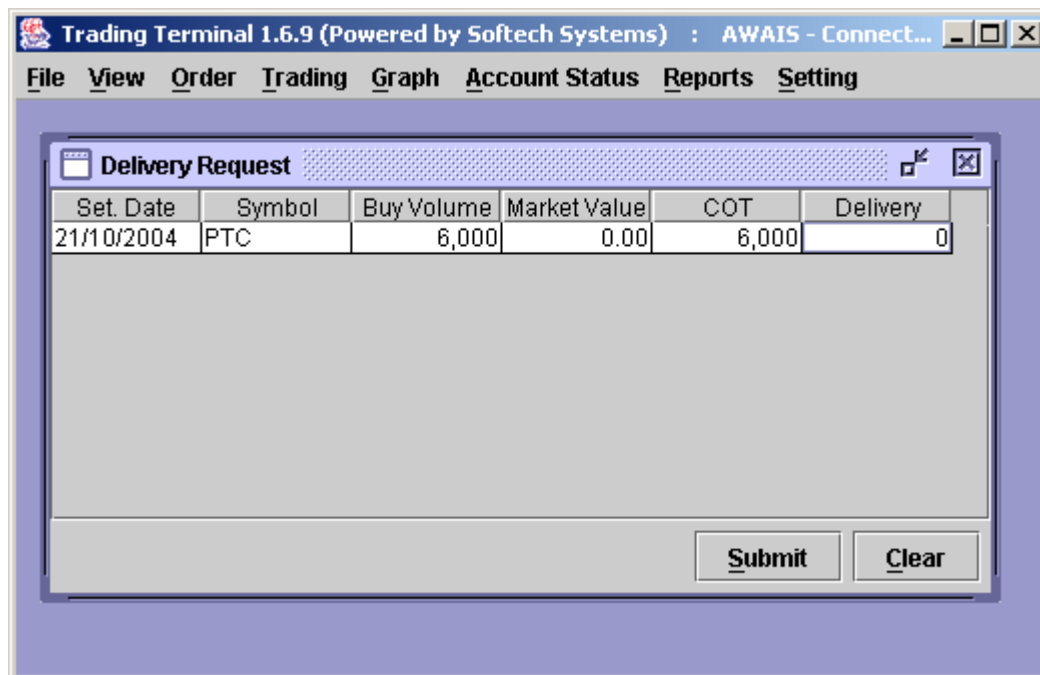 Trading Terminal 1.6.9 (Powered by Softech Systems) : AWAIS - Connect...
File View Order Trading Graph Account Status Reports Setting
Delivery Request
Set. Date Symbol Buy Volume Market Value COT Delivery
21/10/2004 PTC 6,000 0.00 6,000 0
Submit Clear